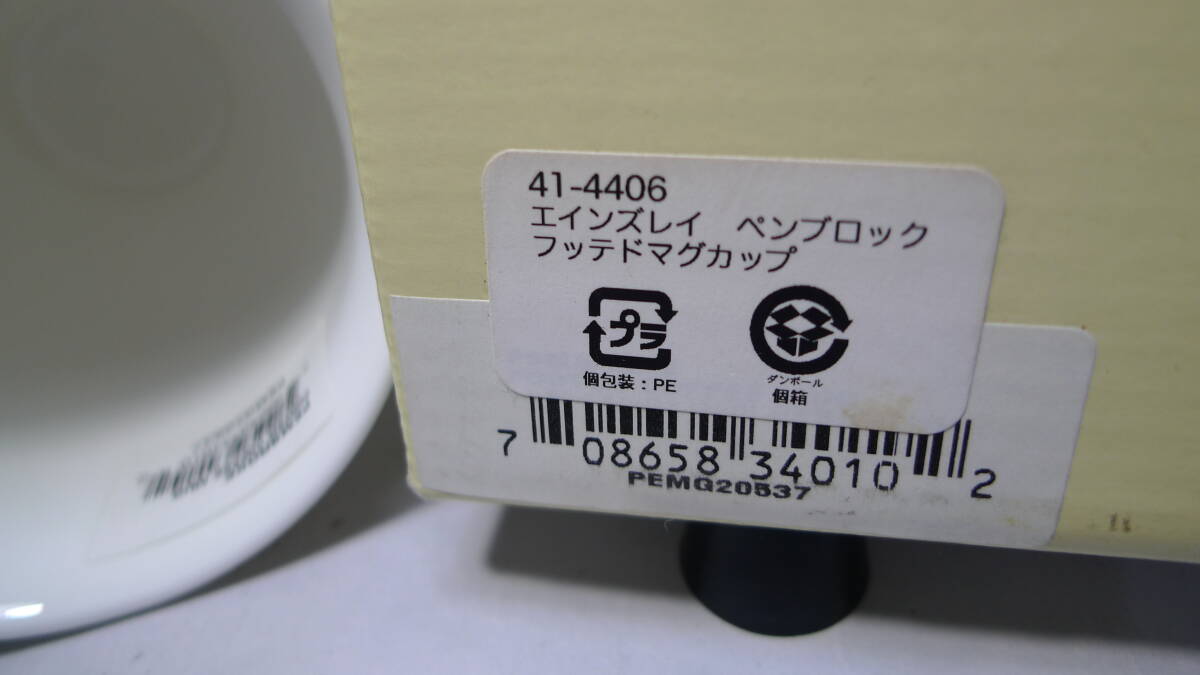 41-4406
エインズレイ　ペンブロック
フッテドマグカップ
プラ
個包装：PE
ダンボール
個箱
7 08658 34010 2
PEMG20537